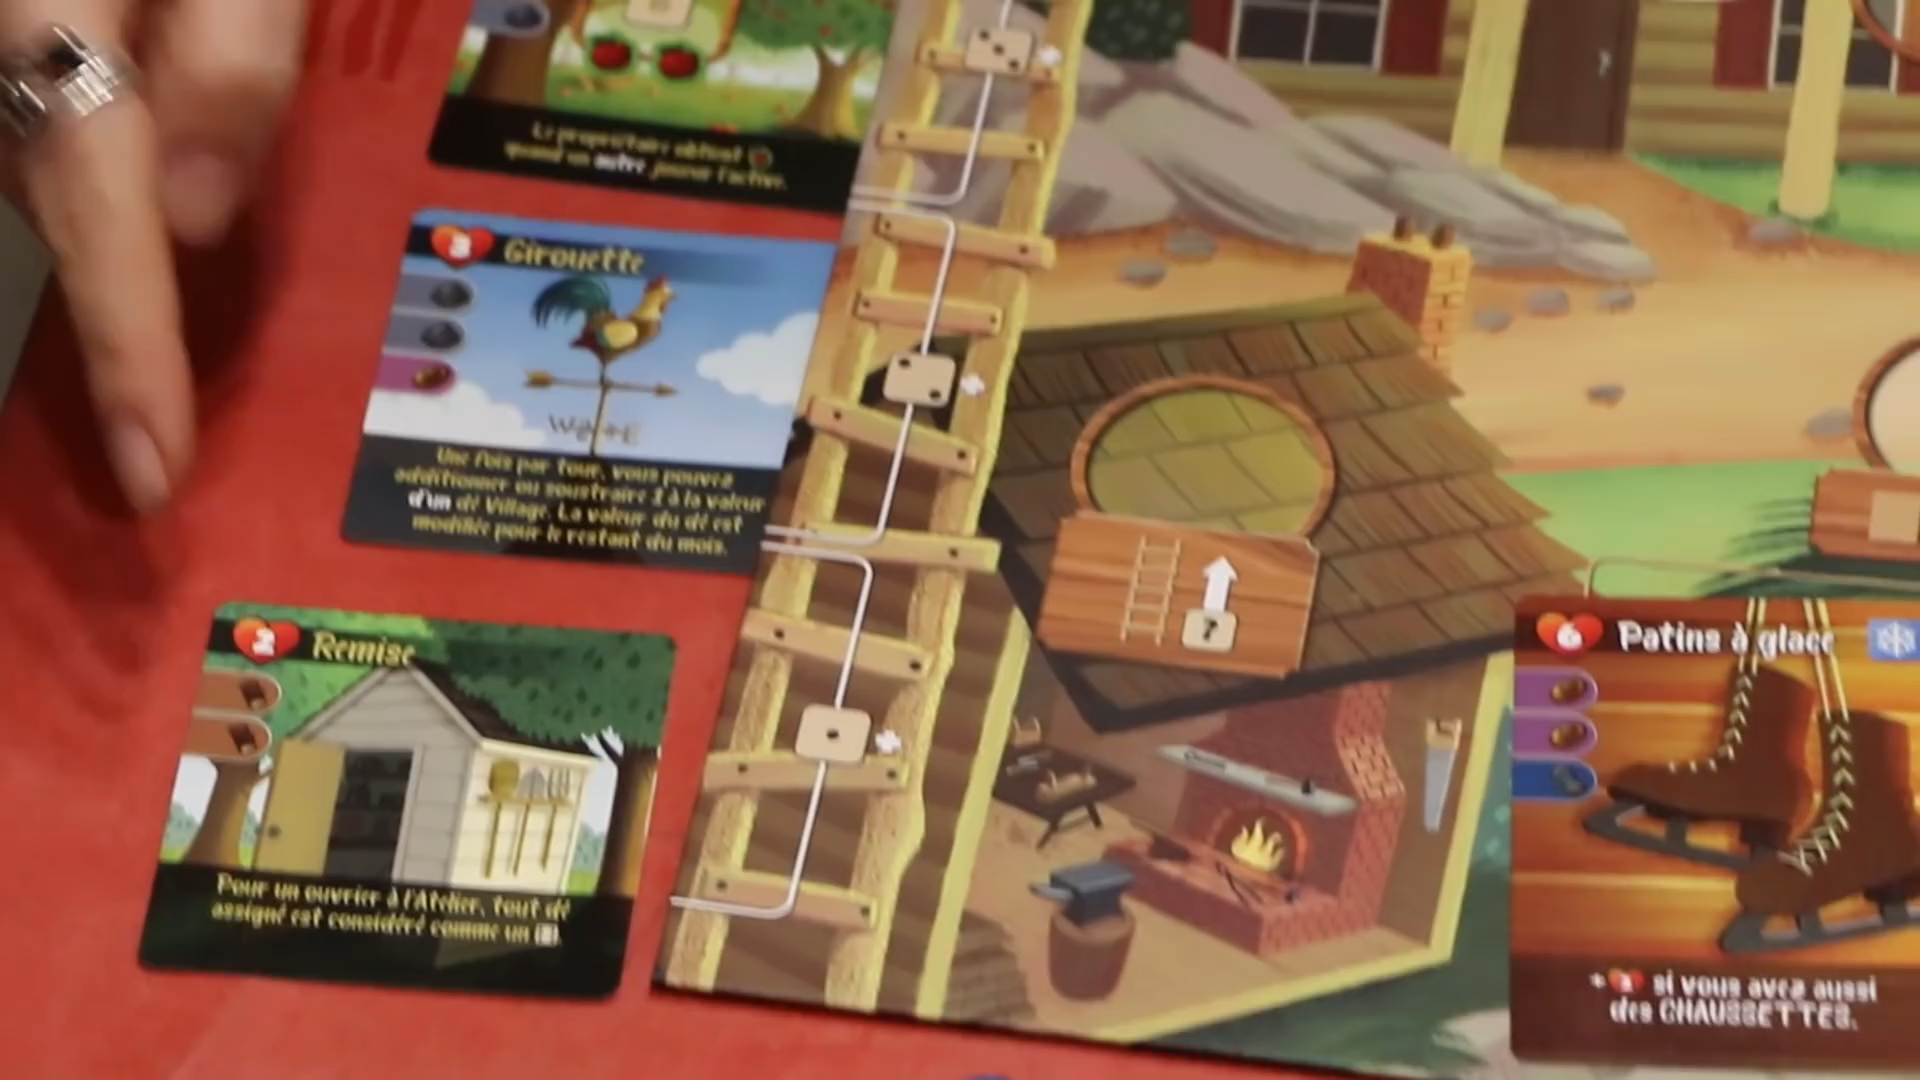 Le propriétaire obtient
quand un autre joueur l'active.
3 Girouette
W E
Une fois par tour, vous pouvez
additionner ou soustraire 1 à la valeur
d'un dé Village. La valeur du dé est
modifiée pour le restant du mois.
2 Remise
Pour un ouvrier à l'Atelier, tout dé
assigné est considéré comme un
?
6 Patins à glace
+ 3 si vous avez aussi
des CHAUSSETTES.